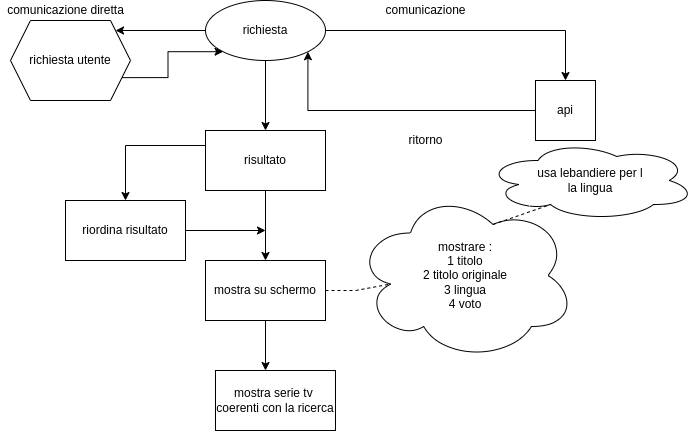 comunicazione diretta
comunicazione
richiesta
richiesta utente
api
ritorno
risultato
usa lebandiere per l
la lingua
riordina risultato
mostrare :
1 titolo
2 titolo originale
3 lingua
4 voto
mostra su schermo
mostra serie tv
coerenti con la ricerca